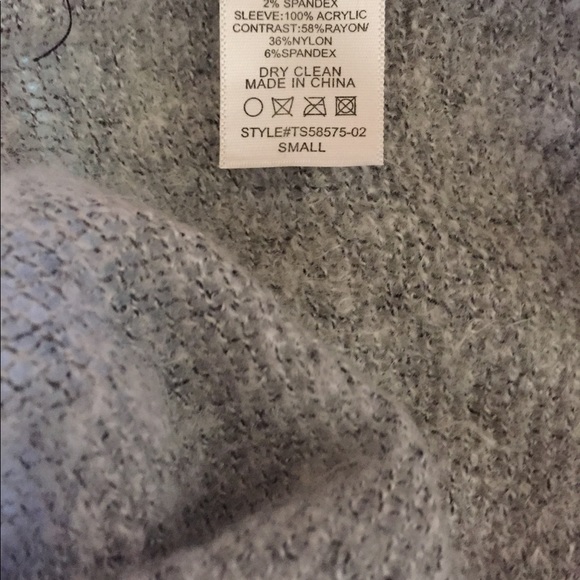 2% SPANDEX
SLEEVE:100% ACRYLIC
CONTRAST:58%RAYON/
36%NYLON
6%SPANDEX
DRY CLEAN
MADE IN CHINA
STYLE#TS58575-02
SMALL